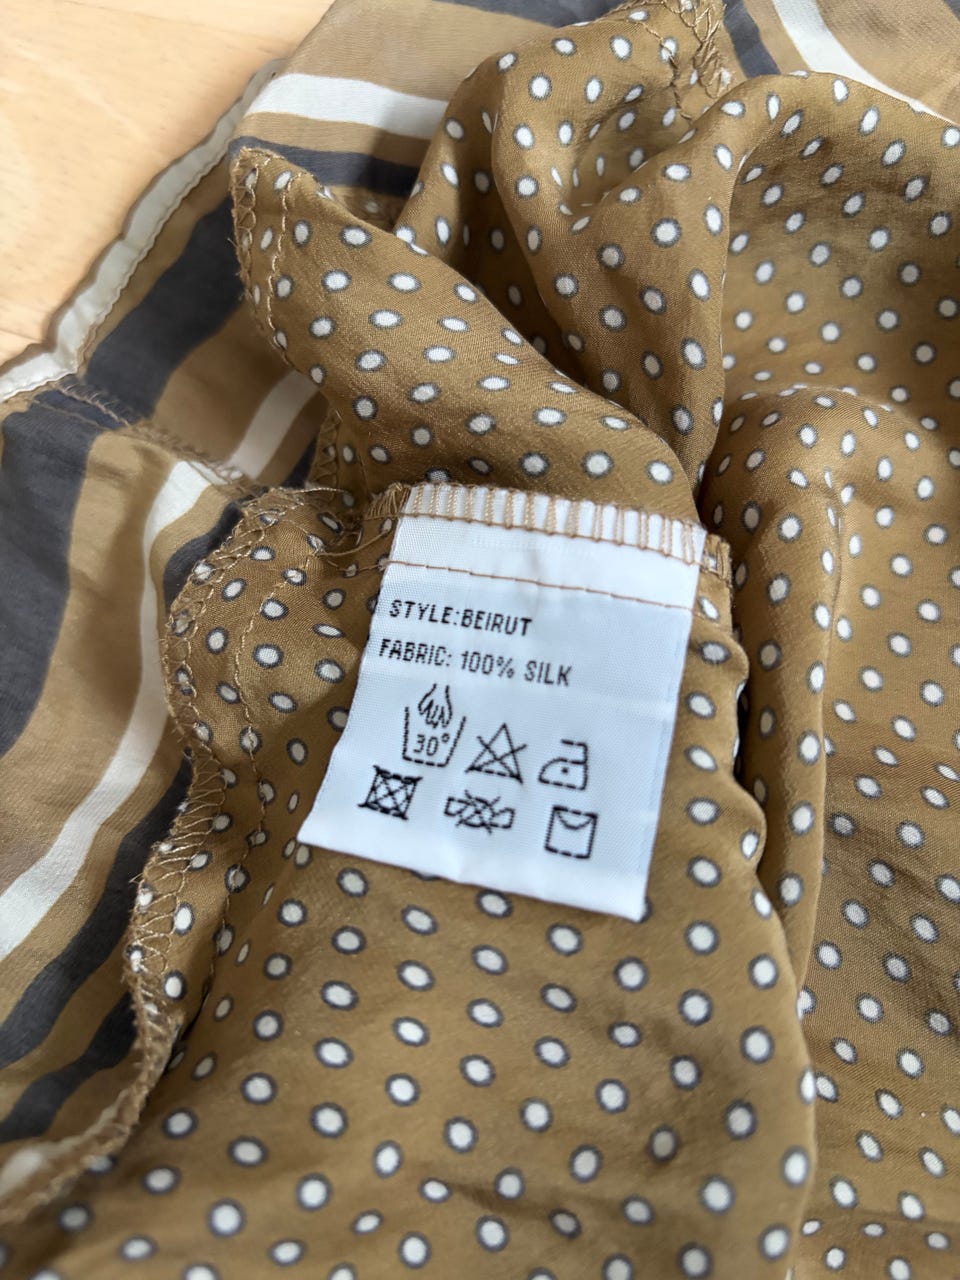 STYLE:BEIRUT
FABRIC: 100% SILK
30°